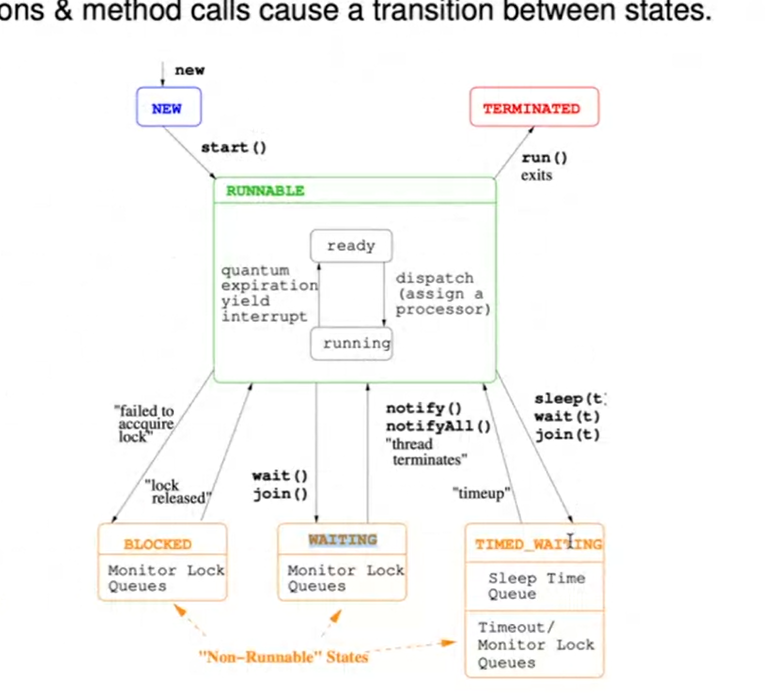 ons & method calls cause a transition between states.
new
NEW
TERMINATED
start()
run()
exits
RUNNABLE
ready
quantum
expiration
yield
interrupt
dispatch
(assign a
processor)
running
"failed to
accquire
lock"
"lock
released"
wait()
join()
notify()
notifyAll()
"thread
terminates"
"timeup"
sleep(t)
wait(t)
join(t)
BLOCKED
Monitor Lock
Queues
WAITING
Monitor Lock
Queues
TIMED_WAITING
Sleep Time
Queue
Timeout/
Monitor Lock
Queues
"Non-Runnable" States